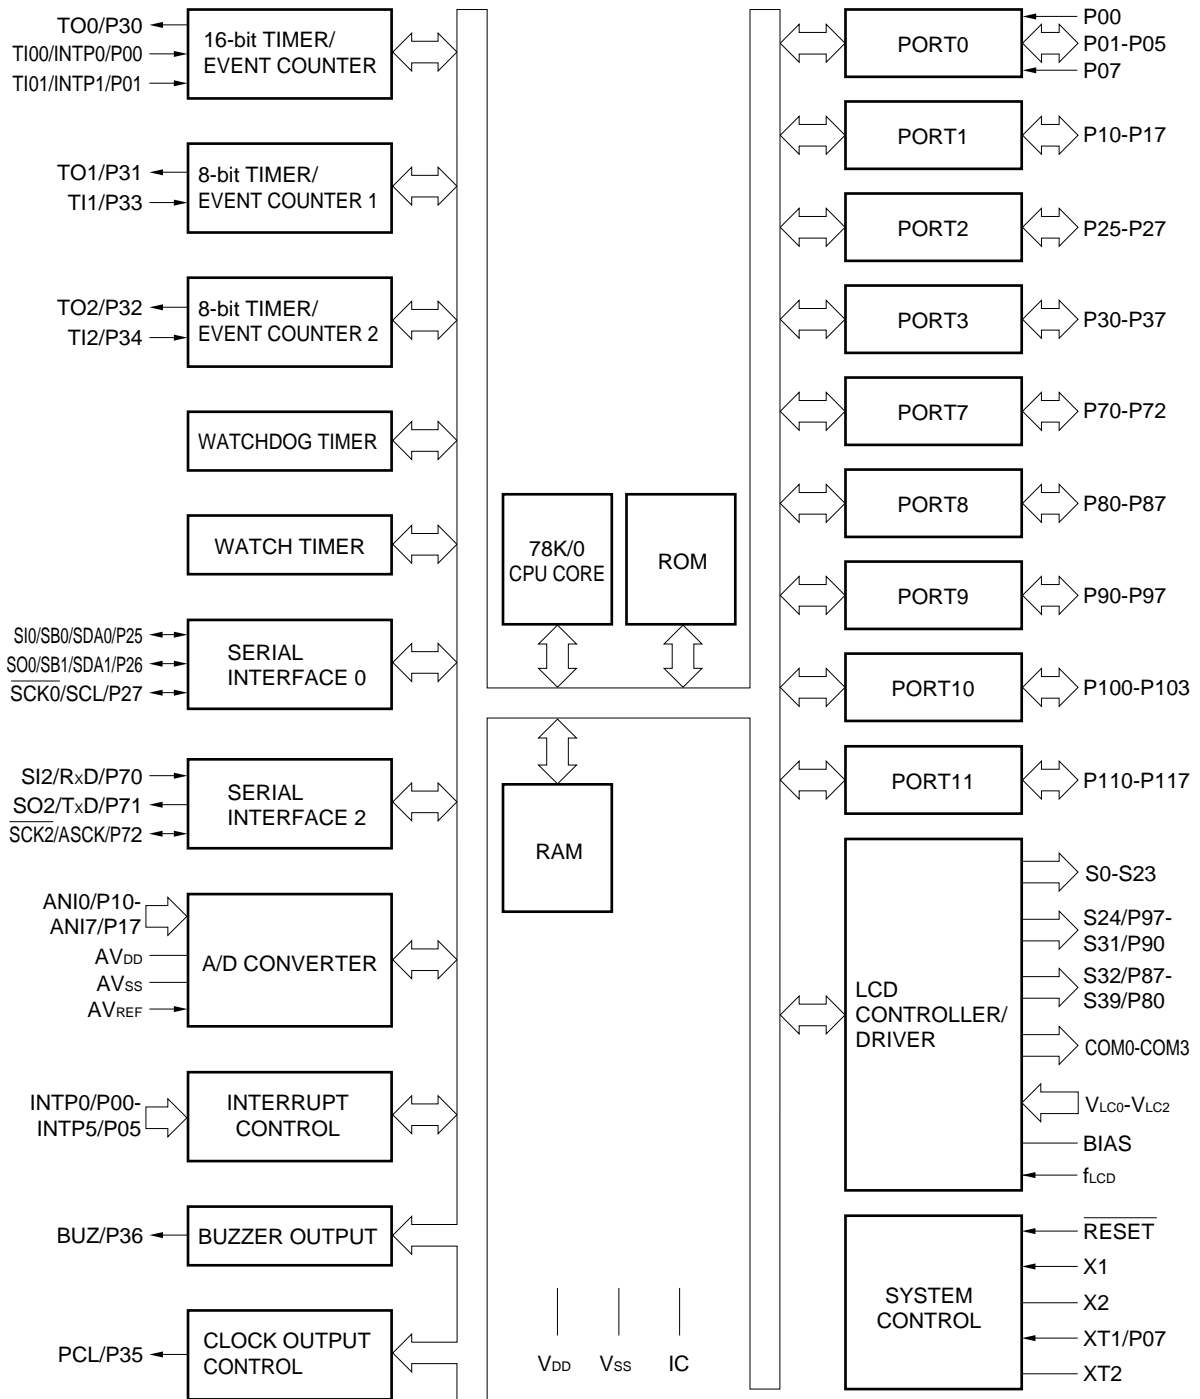 TO0/P30
TI00/INTP0/P00
TI01/INTP1/P01
16-bit TIMER/
EVENT COUNTER
TO1/P31
TI1/P33
8-bit TIMER/
EVENT COUNTER 1
TO2/P32
TI2/P34
8-bit TIMER/
EVENT COUNTER 2
WATCHDOG TIMER
WATCH TIMER
SI0/SB0/SDA0/P25
SO0/SB1/SDA1/P26
SCK0/SCL/P27
SERIAL
INTERFACE 0
SI2/RxD/P70
SO2/TxD/P71
SCK2/ASCK/P72
SERIAL
INTERFACE 2
ANI0/P10-
ANI7/P17
AVDD
AVSS
AVREF
A/D CONVERTER
INTP0/P00-
INTP5/P05
INTERRUPT
CONTROL
BUZ/P36
BUZZER OUTPUT
PCL/P35
CLOCK OUTPUT
CONTROL
78K/0
CPU CORE
ROM
RAM
VDD
VSS
IC
PORT0
P00
P01-P05
P07
PORT1
P10-P17
PORT2
P25-P27
PORT3
P30-P37
PORT7
P70-P72
PORT8
P80-P87
PORT9
P90-P97
PORT10
P100-P103
PORT11
P110-P117
LCD
CONTROLLER/
DRIVER
S0-S23
S24/P97-
S31/P90
S32/P87-
S39/P80
COM0-COM3
VLC0-VLC2
BIAS
fLCD
SYSTEM
CONTROL
RESET
X1
X2
XT1/P07
XT2